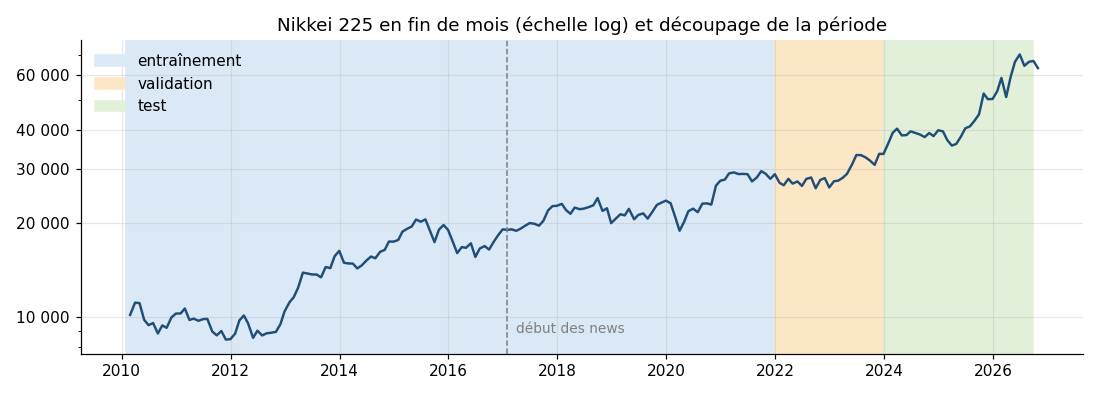 Nikkei 225 en fin de mois (échelle log) et découpage de la période
entraînement
validation
test
60 000
40 000
30 000
20 000
10 000
début des news
2010 2012 2014 2016 2018 2020 2022 2024 2026